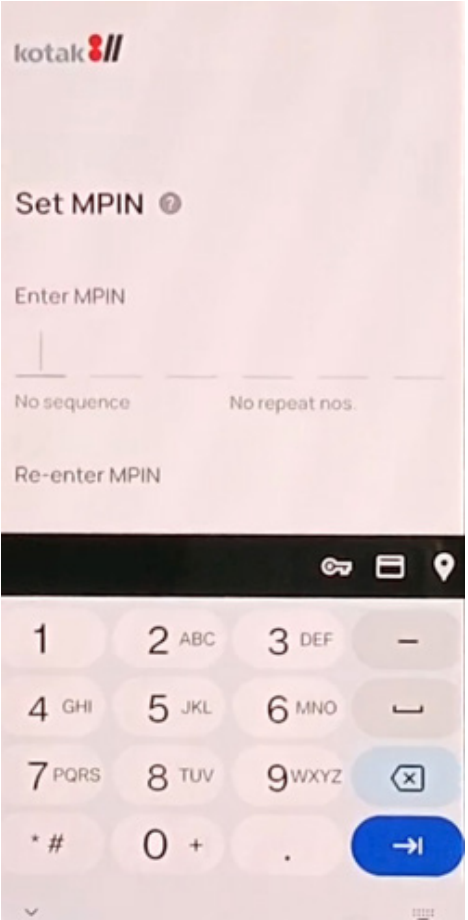 kotak811
Set MPIN ?
Enter MPIN
No sequence No repeat nos.
Re-enter MPIN
1 2 ABC 3 DEF -
4 GHI 5 JKL 6 MNO
7 PQRS 8 TUV 9 WXYZ
* # 0 + .